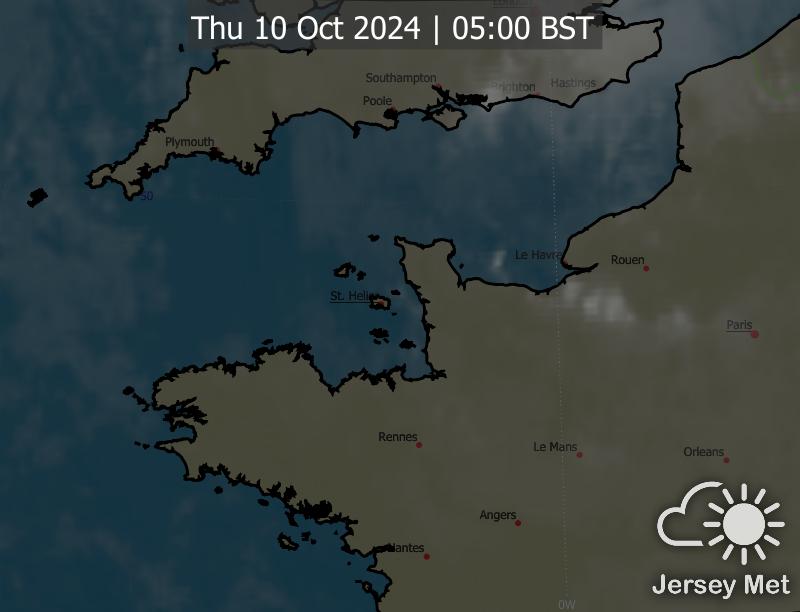 Thu 10 Oct 2024 | 05:00 BST
Southampton
Brighton
Hastings
Poole
Plymouth
50
Le Havre
Rouen
St. Helier
Paris
Rennes
Le Mans
Orleans
Angers
Nantes
Jersey Met
0W